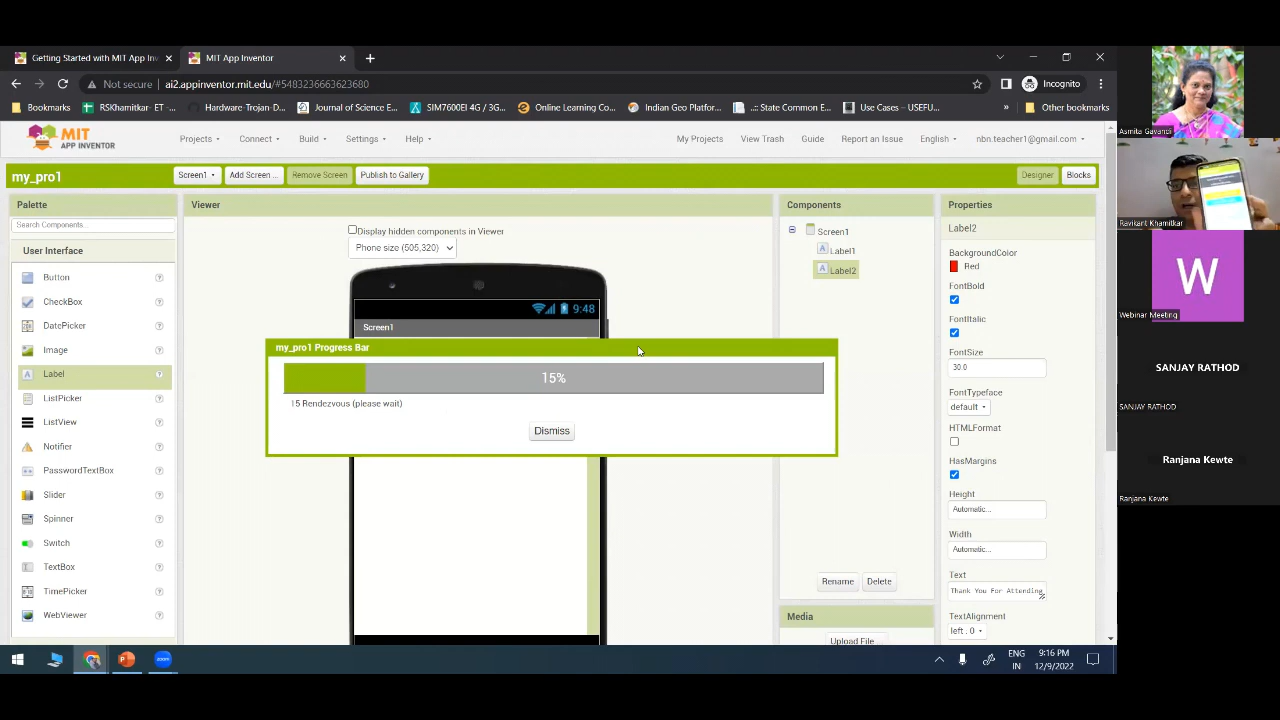 Getting Started with MIT App Inv
MIT App Inventor
Not secure
ai2.appinventor.mit.edu/#5483236663623680
Incognito
Bookmarks
RSKhamitkar- ET -...
Hardware-Trojan-D...
Journal of Science E...
SIM7600EI 4G / 3G...
Online Learning Co...
Indian Geo Platfor...
...: State Common E...
Use Cases – USEFU...
»
Other bookmarks
MIT
APP INVENTOR
Projects
Connect
Build
Settings
Help
My Projects
View Trash
Guide
Report an Issue
English
nbn.teacher1@gmail.com
my_pro1
Screen1
Add Screen ...
Remove Screen
Publish to Gallery
Designer
Blocks
Palette
Search Components...
User Interface
Button
CheckBox
DatePicker
Image
Label
ListPicker
ListView
Notifier
PasswordTextBox
Slider
Spinner
Switch
TextBox
TimePicker
WebViewer
Viewer
Display hidden components in Viewer
Phone size (505,320)
9:48
Screen1
my_pro1 Progress Bar
15%
15 Rendezvous (please wait)
Dismiss
Components
Screen1
Label1
Label2
Rename
Delete
Media
Upload File ...
Properties
Label2
BackgroundColor
Red
FontBold
FontItalic
FontSize
30.0
FontTypeface
default
HTMLFormat
HasMargins
Height
Automatic...
Width
Automatic...
Text
Thank You For Attending
TextAlignment
left : 0
ENG
IN
9:16 PM
12/9/2022
Asmita Gavandi
Ravikant Khamitkar
W
Webinar Meeting
SANJAY RATHOD
SANJAY RATHOD
Ranjana Kewte
Ranjana Kewte